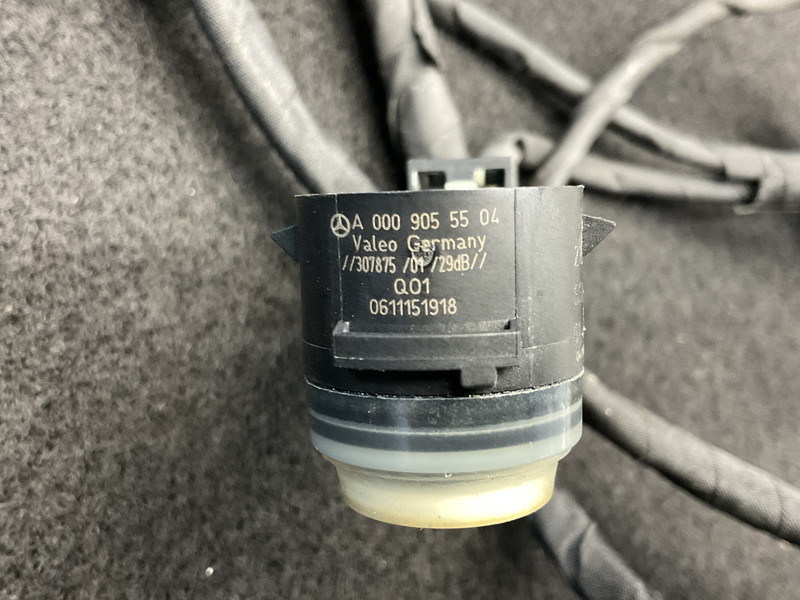 A 000 905 55 04
Valeo Germany
//307875 /01 /29dB//
Q01
0611151918